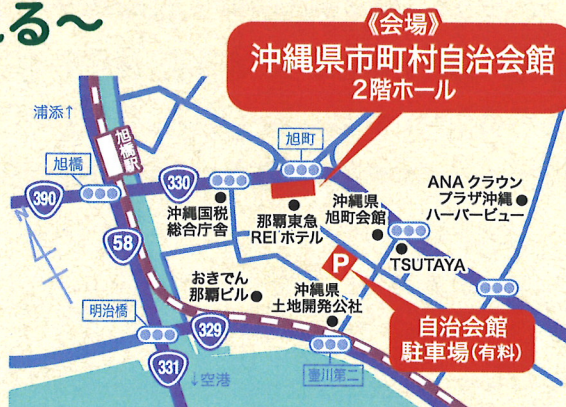 る〜
《会場》
沖縄県市町村自治会館
2階ホール
浦添↑
旭橋駅
旭橋
旭町
390
330
沖縄国税
総合庁舎
那覇東急
REIホテル
沖縄県
旭町会館
ANAクラウン
プラザ沖縄
ハーバービュー
58
N
P
TSUTAYA
おきでん
那覇ビル
沖縄県
土地開発公社
自治会館
駐車場(有料)
明治橋
329
331
↓空港
壷川第二